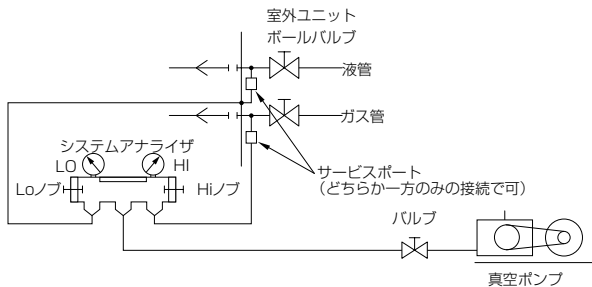 室外ユニット
ボールバルブ
液管
ガス管
システムアナライザ
LO
HI
Loノブ
Hiノブ
サービスポート
（どちらか一方のみの接続で可）
バルブ
真空ポンプ